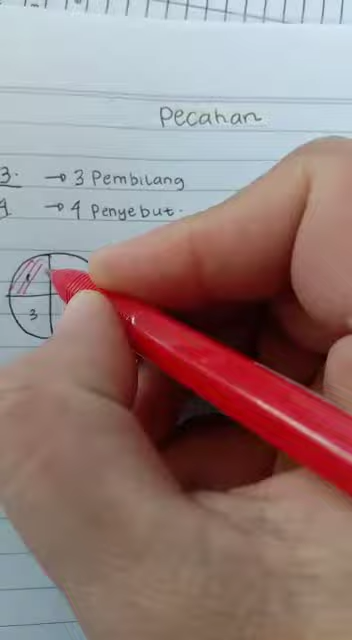 Pecahan
3. → 3 Pembilang
4 → 4 Penyebut.
3